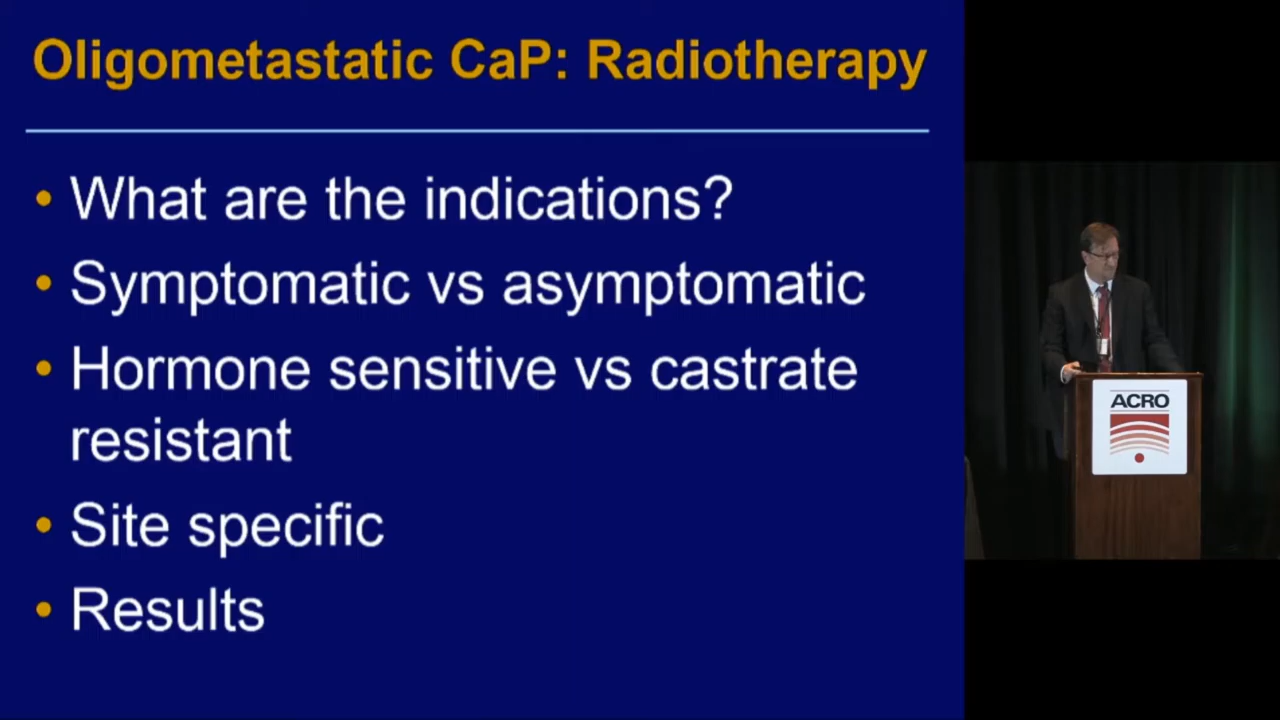 Oligometastatic CaP: Radiotherapy
• What are the indications?
• Symptomatic vs asymptomatic
• Hormone sensitive vs castrate
resistant
• Site specific
• Results
ACRO